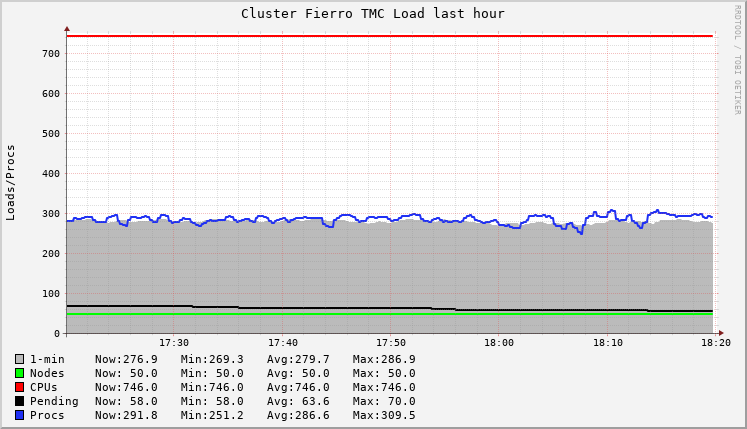 Cluster Fierro TMC Load last hour
RRDTOOL / TOBI OETIKER
Loads/Procs
700
600
500
400
300
200
100
0
17:30 17:40 17:50 18:00 18:10 18:20
1-min Now:276.9 Min:269.3 Avg:279.7 Max:286.9
Nodes Now: 50.0 Min: 50.0 Avg: 50.0 Max: 50.0
CPUs Now:746.0 Min:746.0 Avg:746.0 Max:746.0
Pending Now: 58.0 Min: 58.0 Avg: 63.6 Max: 70.0
Procs Now:291.8 Min:251.2 Avg:286.6 Max:309.5